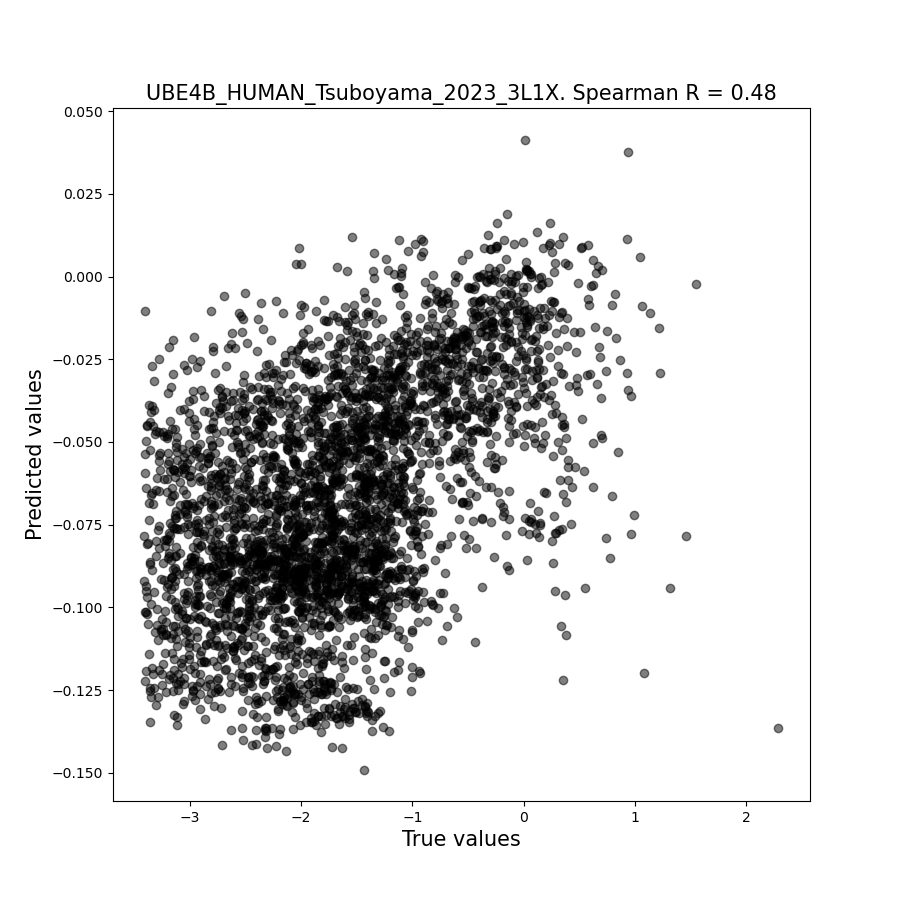 UBE4B_HUMAN_Tsuboyama_2023_3L1X. Spearman R = 0.48
0.050
0.025
0.000
−0.025
−0.050
−0.075
−0.100
−0.125
−0.150
Predicted values
−3 −2 −1 0 1 2
True values